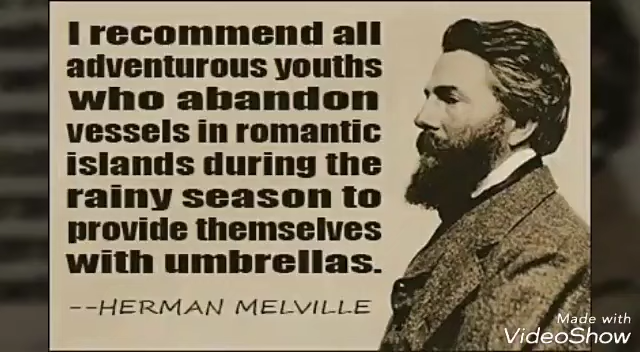 I recommend all
adventurous youths
who abandon
vessels in romantic
islands during the
rainy season to
provide themselves
with umbrellas.
--HERMAN MELVILLE
Made with
VideoShow